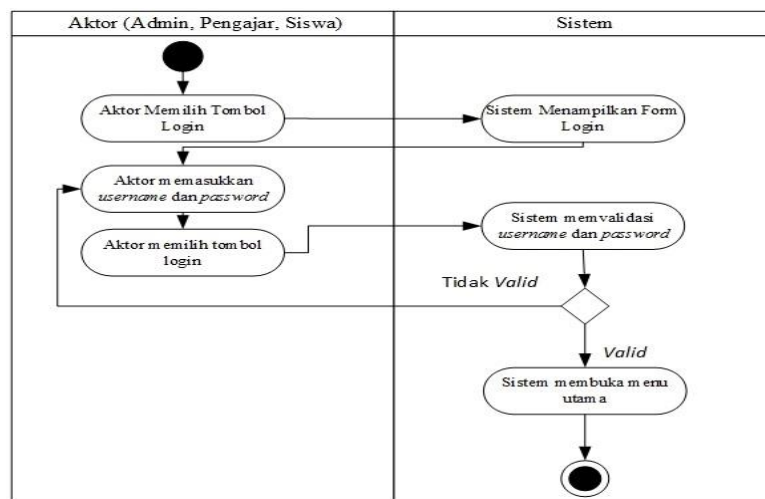 Aktor (Admin, Pengajar, Siswa)
Sistem
Aktor Memilih Tombol
Login
Sistem Menampilkan Form
Login
Aktor memasukkan
username dan password
Aktor memilih tombol
login
Sistem memvalidasi
username dan password
Tidak Valid
Valid
Sistem membuka menu
utama